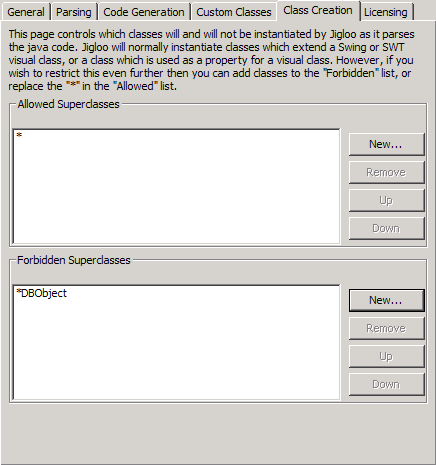 General Parsing Code Generation Custom Classes Class Creation Licensing
This page controls which classes will and will not be instantiated by Jigloo as it parses
the java code. Jigloo will normally instantiate classes which extend a Swing or SWT
visual class, or a class which is used as a property for a visual class. However, if you
wish to restrict this even further then you can add classes to the "Forbidden" list, or
replace the "*" in the "Allowed" list.
Allowed Superclasses
*
New...
Remove
Up
Down
Forbidden Superclasses
*DBObject
New...
Remove
Up
Down